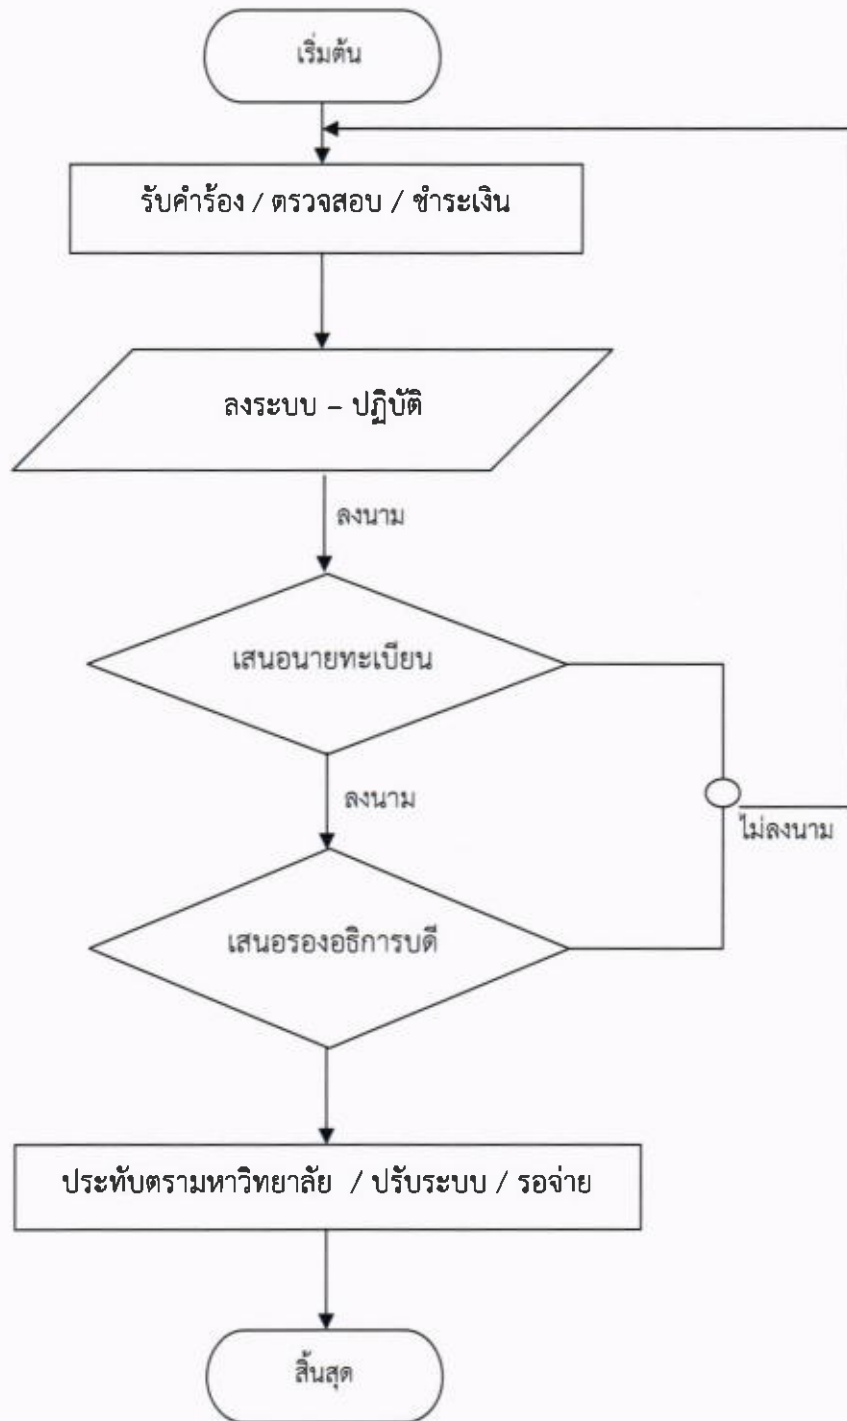 เริ่มต้น
รับคำร้อง / ตรวจสอบ / ชำระเงิน
ลงระบบ – ปฏิบัติ
ลงนาม
เสนอนายทะเบียน
ลงนาม
ไม่ลงนาม
เสนอรองอธิการบดี
ประทับตรามหาวิทยาลัย / ปรับระบบ / รอจ่าย
สิ้นสุด